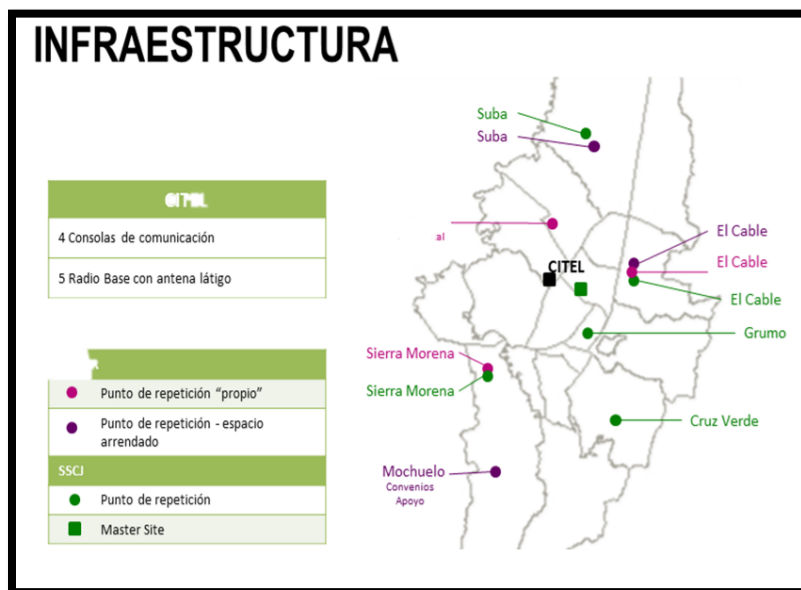 INFRAESTRUCTURA
CITEL
4 Consolas de comunicación
5 Radio Base con antena látigo
Punto de repetición “propio”
Punto de repetición - espacio
arrendado
SSCJ
Punto de repetición
Master Site
Suba
Suba
al
CITEL
El Cable
El Cable
El Cable
Grumo
Sierra Morena
Sierra Morena
Cruz Verde
Mochuelo
Convenios
Apoyo